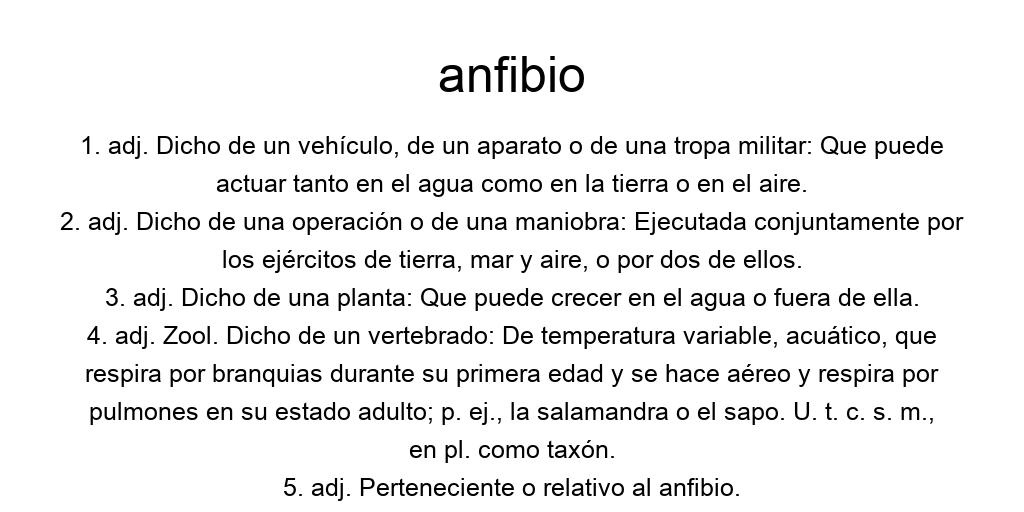 anfibio
1. adj. Dicho de un vehículo, de un aparato o de una tropa militar: Que puede
actuar tanto en el agua como en la tierra o en el aire.
2. adj. Dicho de una operación o de una maniobra: Ejecutada conjuntamente por
los ejércitos de tierra, mar y aire, o por dos de ellos.
3. adj. Dicho de una planta: Que puede crecer en el agua o fuera de ella.
4. adj. Zool. Dicho de un vertebrado: De temperatura variable, acuático, que
respira por branquias durante su primera edad y se hace aéreo y respira por
pulmones en su estado adulto; p. ej., la salamandra o el sapo. U. t. c. s. m.,
en pl. como taxón.
5. adj. Perteneciente o relativo al anfibio.